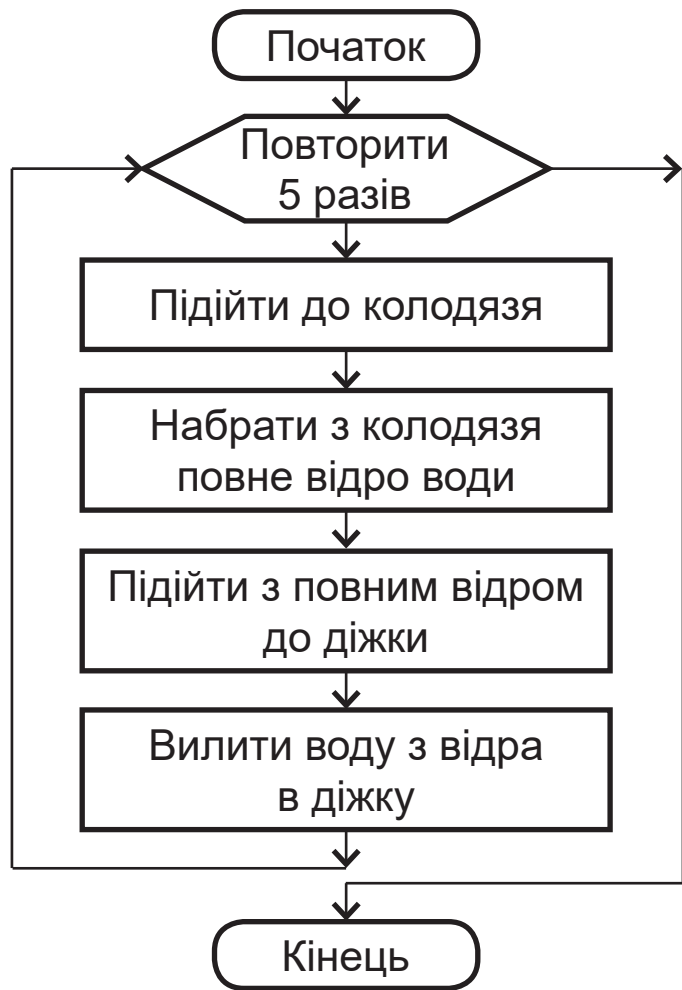 Початок
Повторити
5 разів
Підійти до колодязя
Набрати з колодязя
повне відро води
Підійти з повним відром
до діжки
Вилити воду з відра
в діжку
Кінець